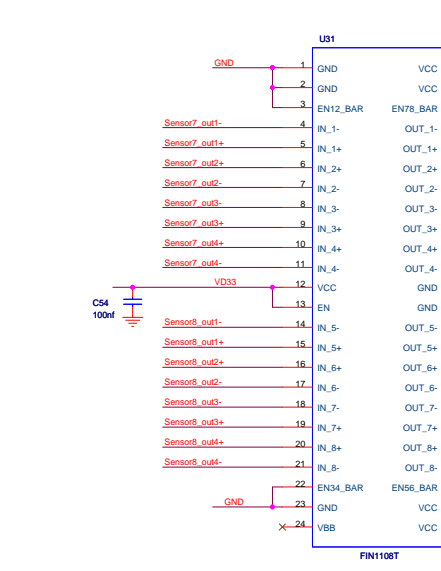 U31
GND 1 GND VCC
2 GND VCC
3 EN12_BAR EN78_BAR
Sensor7_out1- 4 IN_1- OUT_1-
Sensor7_out1+ 5 IN_1+ OUT_1+
Sensor7_out2+ 6 IN_2+ OUT_2+
Sensor7_out2- 7 IN_2- OUT_2-
Sensor7_out3- 8 IN_3- OUT_3-
Sensor7_out3+ 9 IN_3+ OUT_3+
Sensor7_out4+ 10 IN_4+ OUT_4+
Sensor7_out4- 11 IN_4- OUT_4-
VD33 12 VCC GND
C54 13 EN GND
100nf
Sensor8_out1- 14 IN_5- OUT_5-
Sensor8_out1+ 15 IN_5+ OUT_5+
Sensor8_out2+ 16 IN_6+ OUT_6+
Sensor8_out2- 17 IN_6- OUT_6-
Sensor8_out3- 18 IN_7- OUT_7-
Sensor8_out3+ 19 IN_7+ OUT_7+
Sensor8_out4+ 20 IN_8+ OUT_8+
Sensor8_out4- 21 IN_8- OUT_8-
22 EN34_BAR EN56_BAR
GND 23 GND VCC
24 VBB VCC
FIN1108T